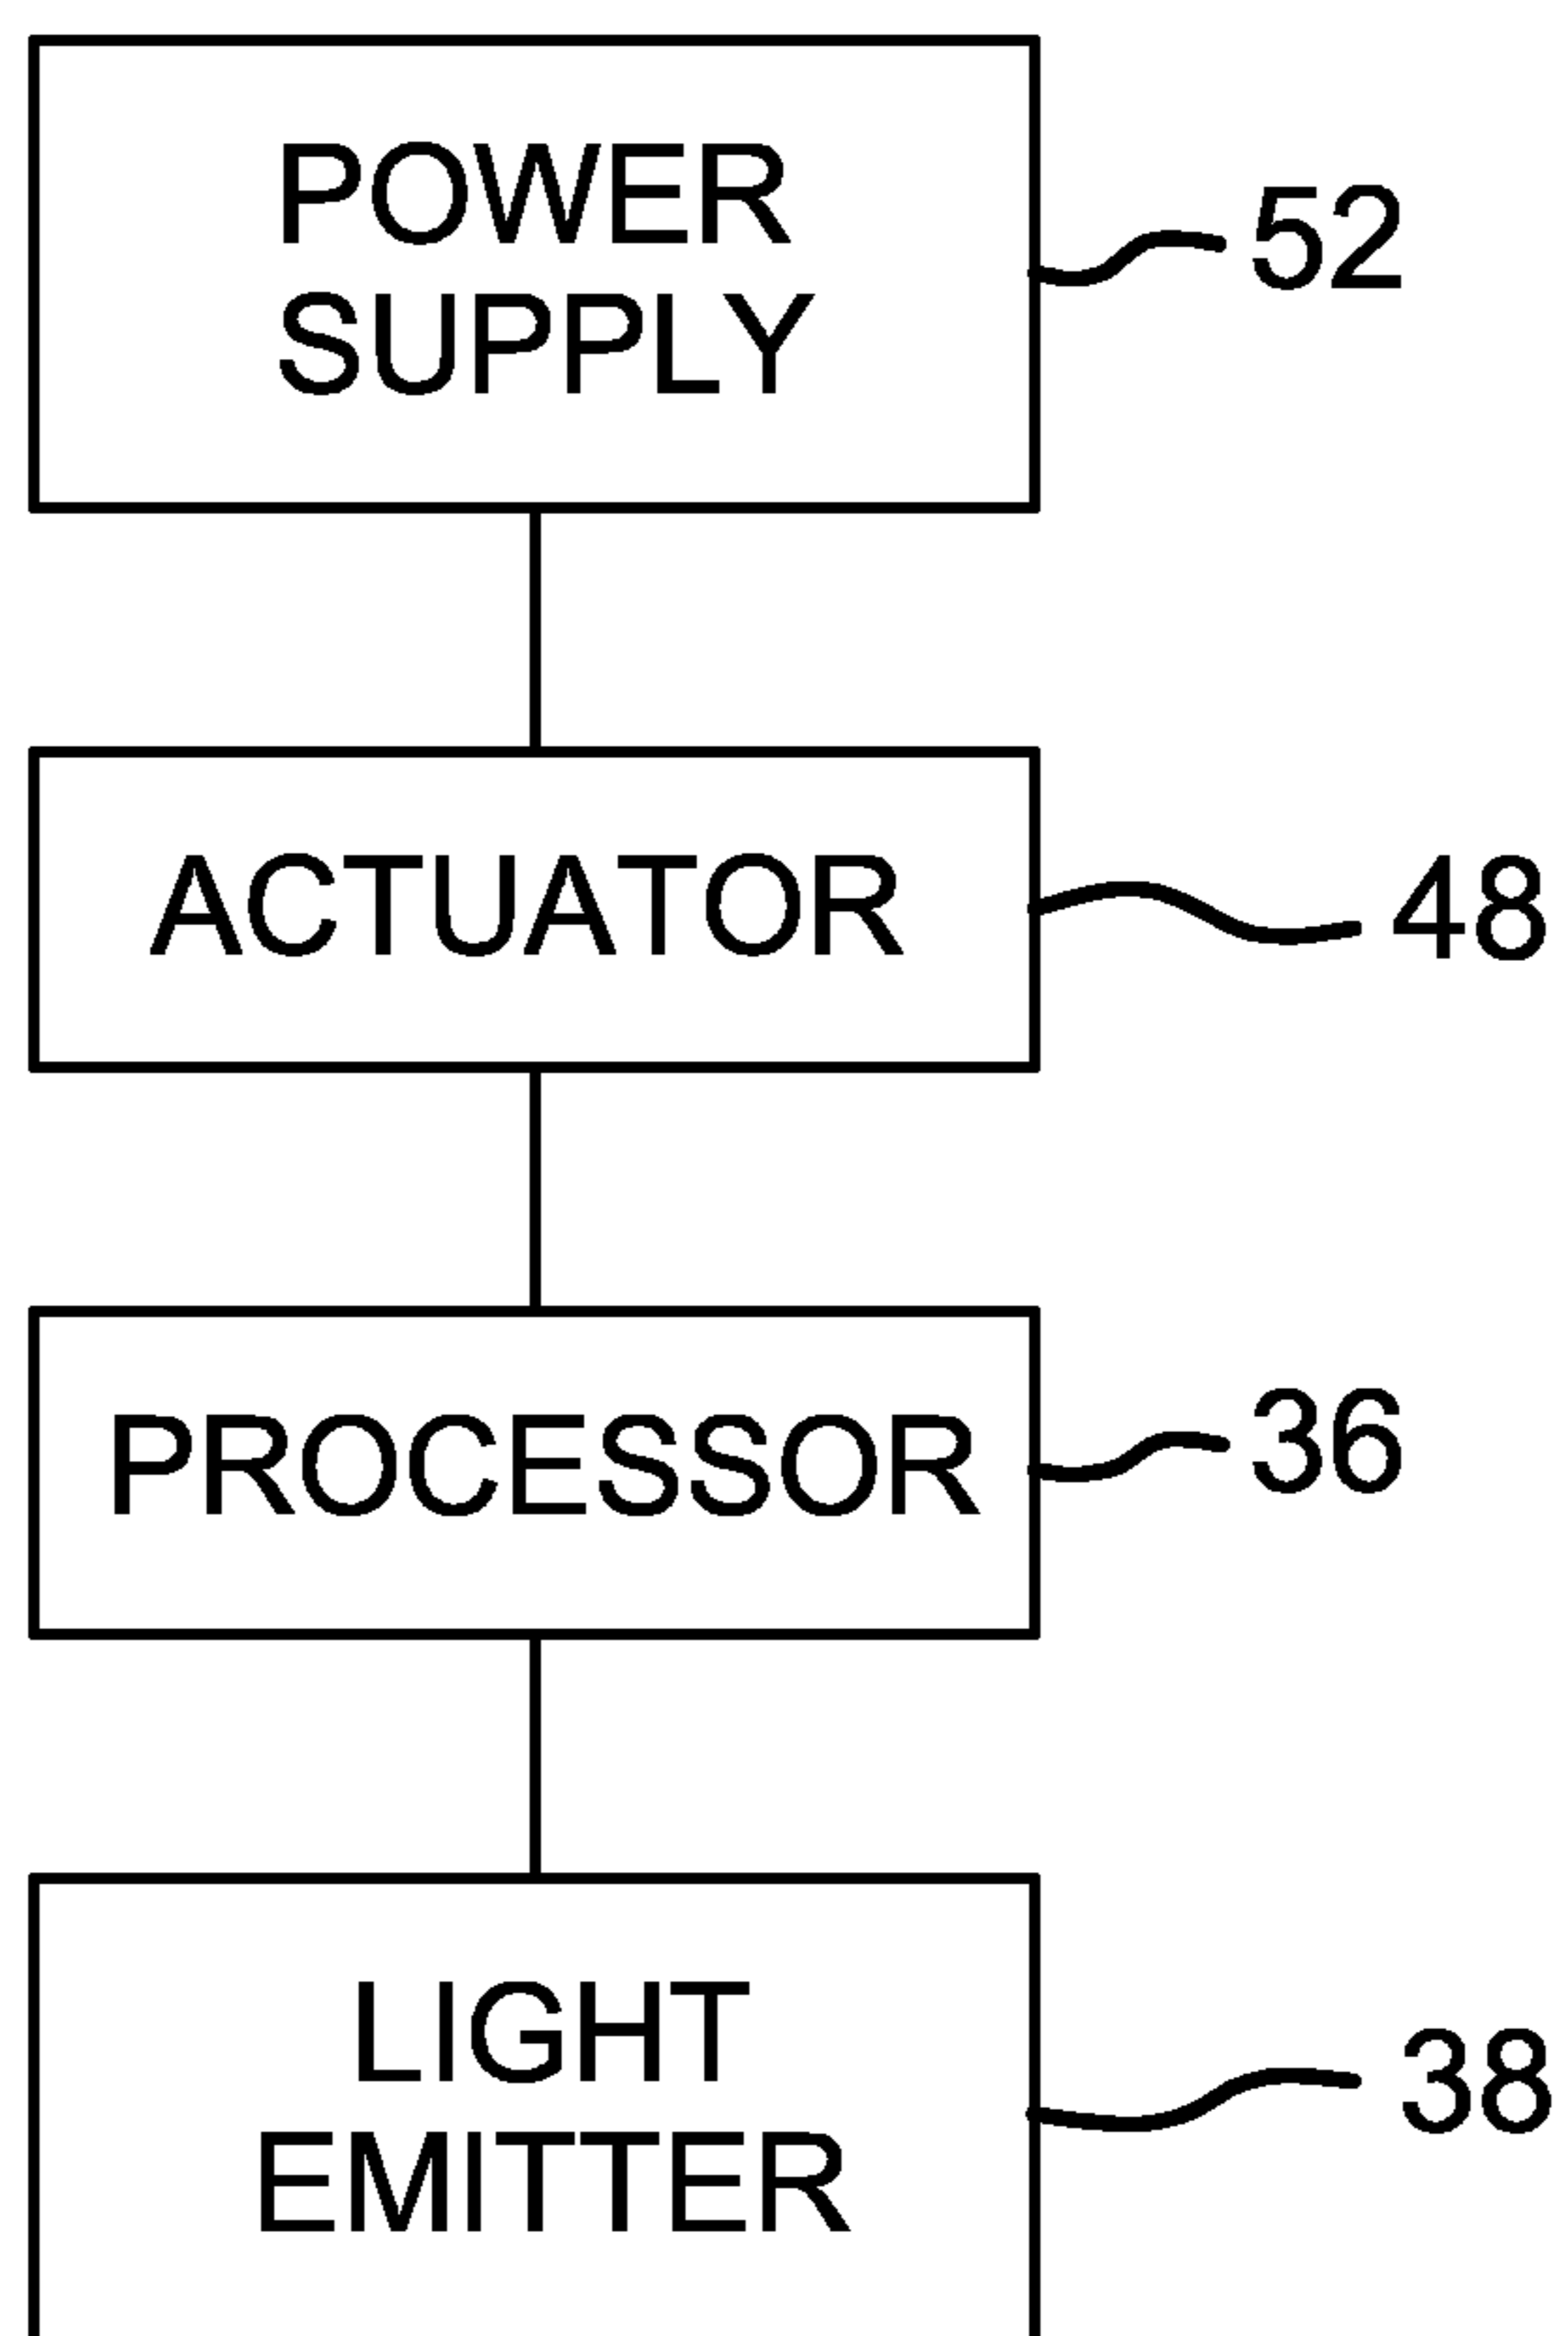 POWER
SUPPLY
52
ACTUATOR
48
PROCESSOR
36
LIGHT
EMITTER
38